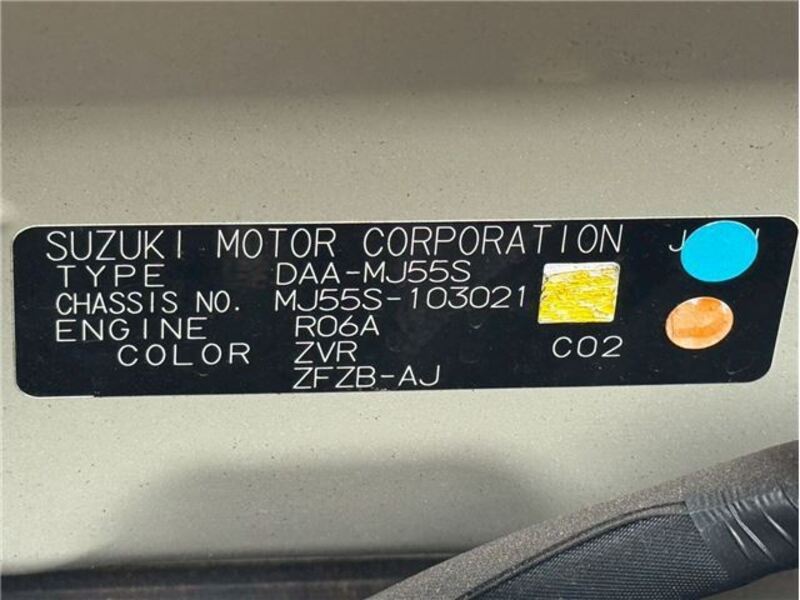 SUZUKI MOTOR CORPORATION
TYPE DAA-MJ55S
CHASSIS NO. MJ55S-103021
ENGINE R06A
COLOR ZVR C02
ZFZB-AJ